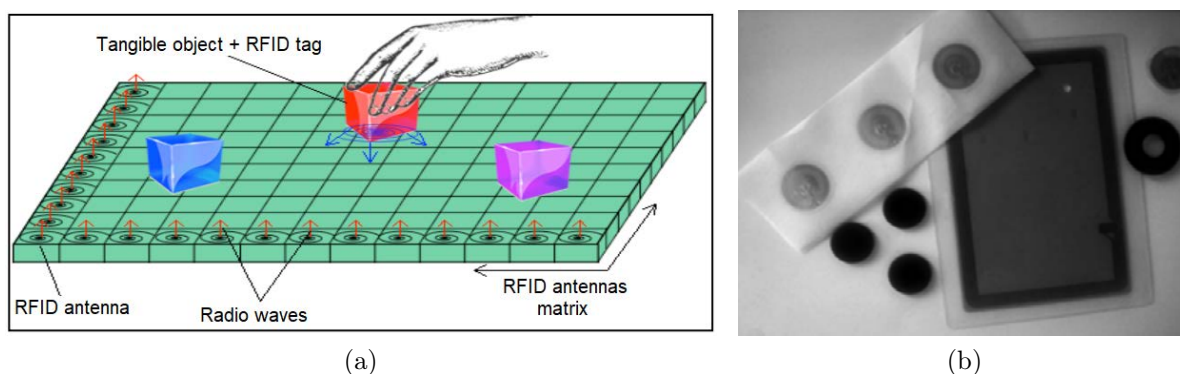 Tangible object + RFID tag
RFID antenna
Radio waves
RFID antennas
matrix
(a)
(b)